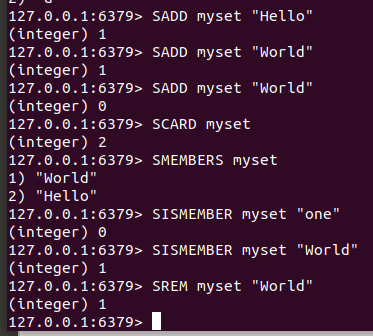 127.0.0.1:6379> SADD myset "Hello"
(integer) 1
127.0.0.1:6379> SADD myset "World"
(integer) 1
127.0.0.1:6379> SADD myset "World"
(integer) 0
127.0.0.1:6379> SCARD myset
(integer) 2
127.0.0.1:6379> SMEMBERS myset
1) "World"
2) "Hello"
127.0.0.1:6379> SISMEMBER myset "one"
(integer) 0
127.0.0.1:6379> SISMEMBER myset "World"
(integer) 1
127.0.0.1:6379> SREM myset "World"
(integer) 1
127.0.0.1:6379>